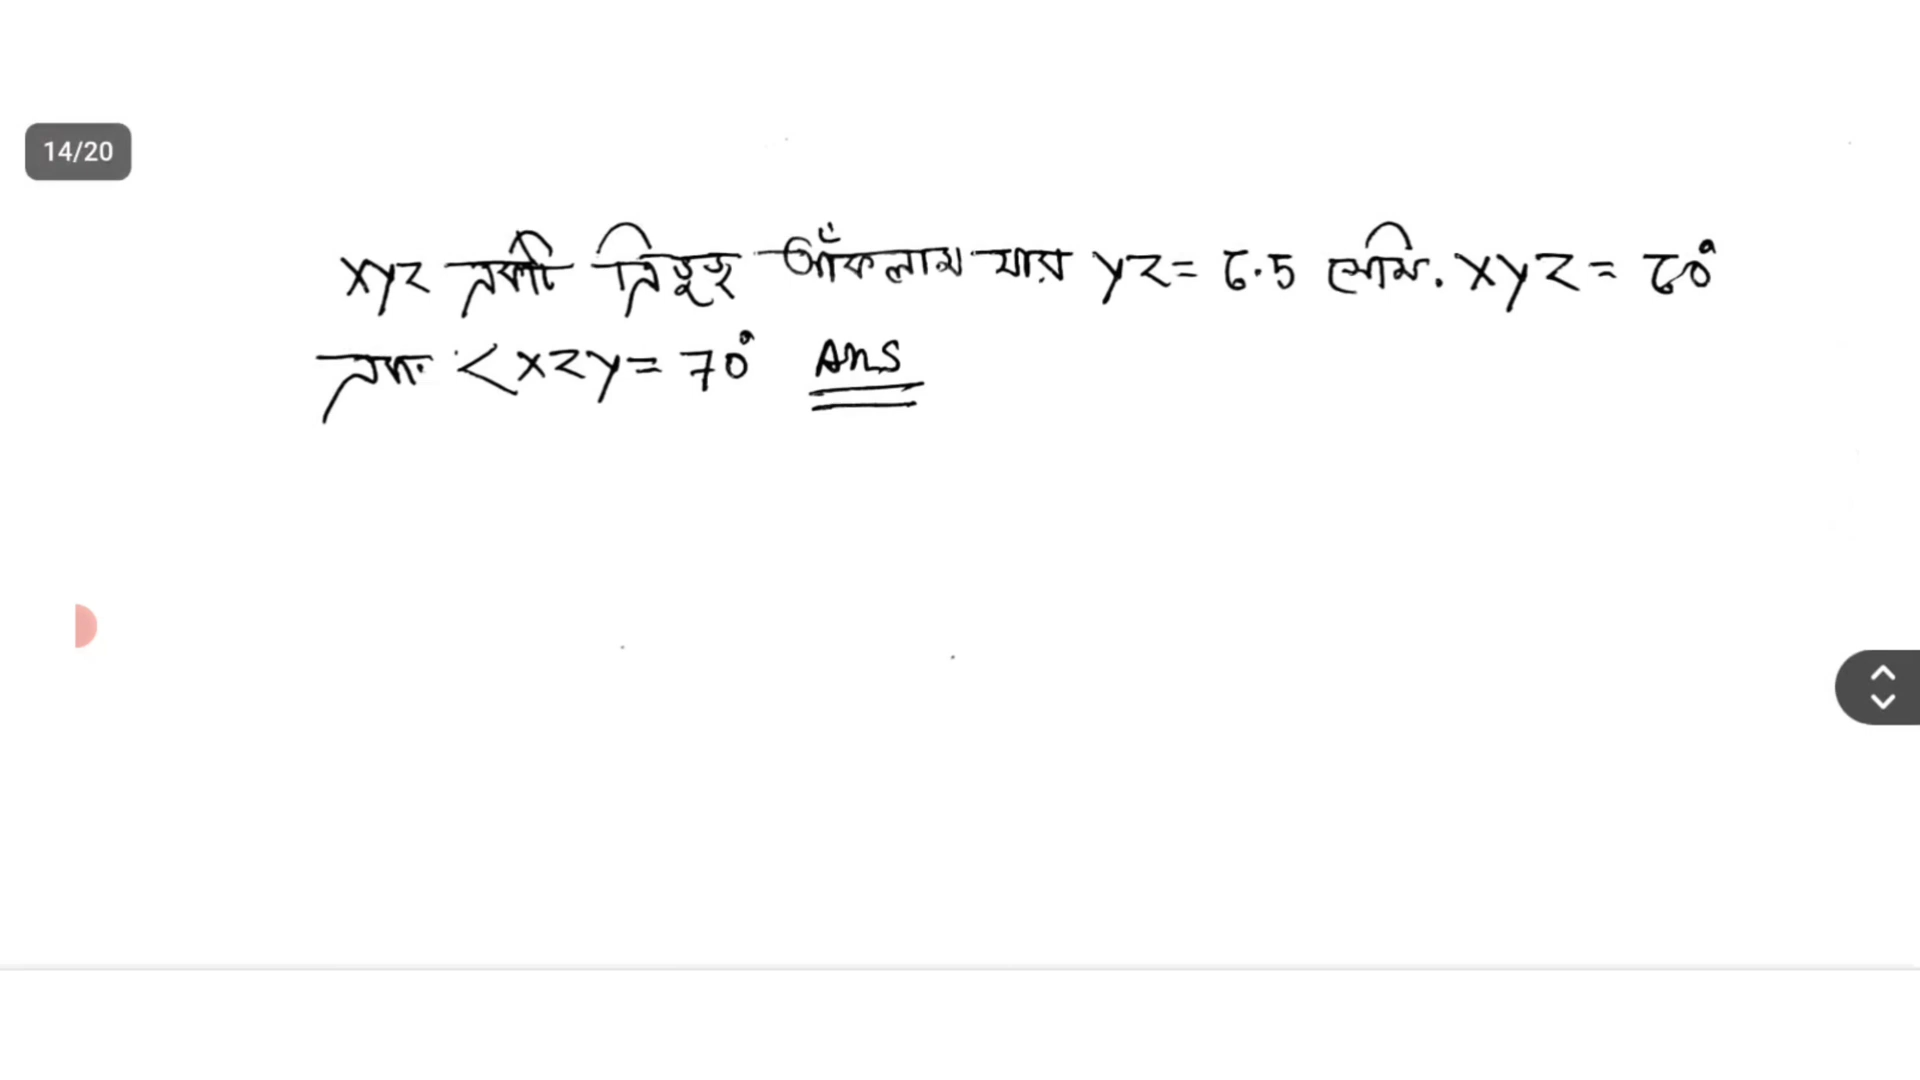 14/20
XYZ একটি ত্রিভুজ আঁকলাম যার YZ = 6.5 সেমি. XYZ = 60°
এবং <XZY = 70° Ans